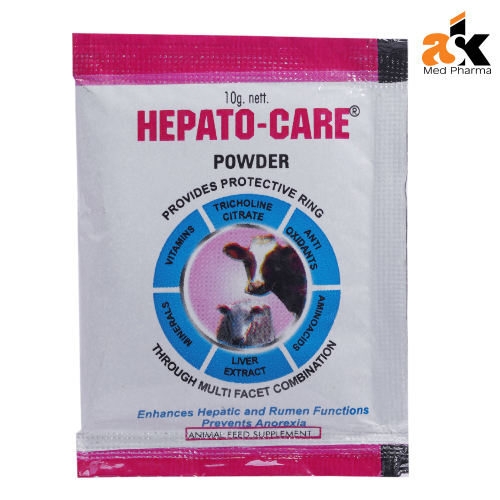 atk
Med Pharma
10g. nett.
HEPATO-CARE®
POWDER
PROVIDES PROTECTIVE RING
TRICHOLINE
CITRATE
ANTI
OXIDANTS
AMINOACIDS
LIVER
EXTRACT
MINERALS
VITAMINS
THROUGH MULTI FACET COMBINATION
Enhances Hepatic and Rumen Functions
Prevents Anorexia
ANIMAL FEED SUPPLEMENT